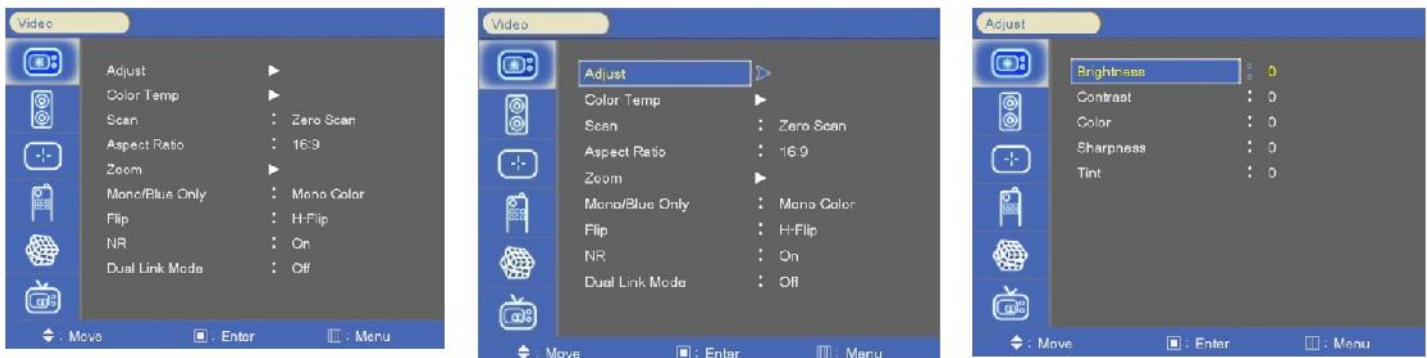 Video
Adjust
Color Temp
Scan : Zero Scan
Aspect Ratio : 16:9
Zoom
Mono/Blue Only : Mono Color
Flip : H-Flip
NR : On
Dual Link Mode : Off
: Move : Enter : Menu
Video
Adjust
Color Temp
Scan : Zero Scan
Aspect Ratio : 16:9
Zoom
Mono/Blue Only : Mono Color
Flip : H-Flip
NR : On
Dual Link Mode : Off
: Move : Enter : Menu
Adjust
Brightness : 0
Contrast : 0
Color : 0
Sharpness : 0
Tint : 0
: Move : Enter : Menu